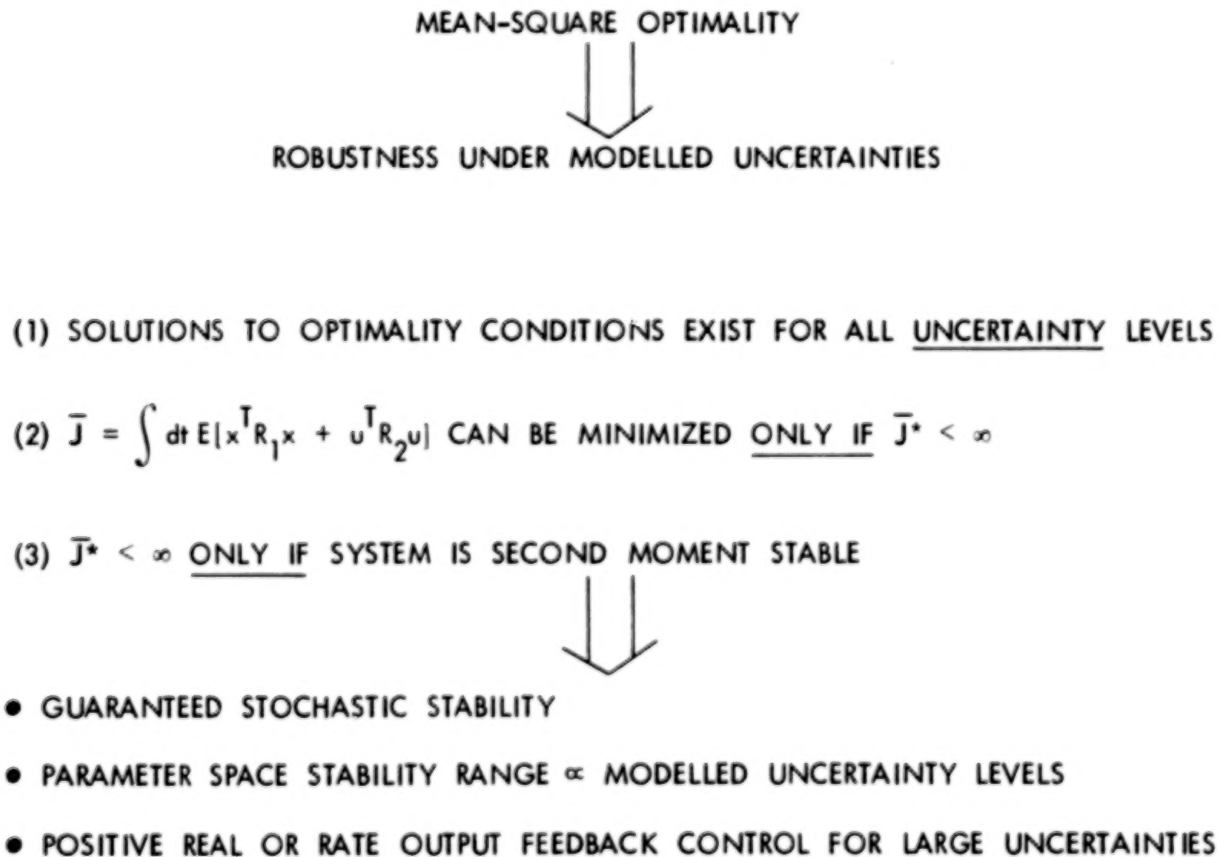 MEAN-SQUARE OPTIMALITY
ROBUSTNESS UNDER MODELLED UNCERTAINTIES
(1) SOLUTIONS TO OPTIMALITY CONDITIONS EXIST FOR ALL UNCERTAINTY LEVELS
(2) J̅ = ∫ dt E[x^T R_1 x + u^T R_2 u] CAN BE MINIMIZED ONLY IF J̅* < ∞
(3) J̅* < ∞ ONLY IF SYSTEM IS SECOND MOMENT STABLE
• GUARANTEED STOCHASTIC STABILITY
• PARAMETER SPACE STABILITY RANGE ∝ MODELLED UNCERTAINTY LEVELS
• POSITIVE REAL OR RATE OUTPUT FEEDBACK CONTROL FOR LARGE UNCERTAINTIES